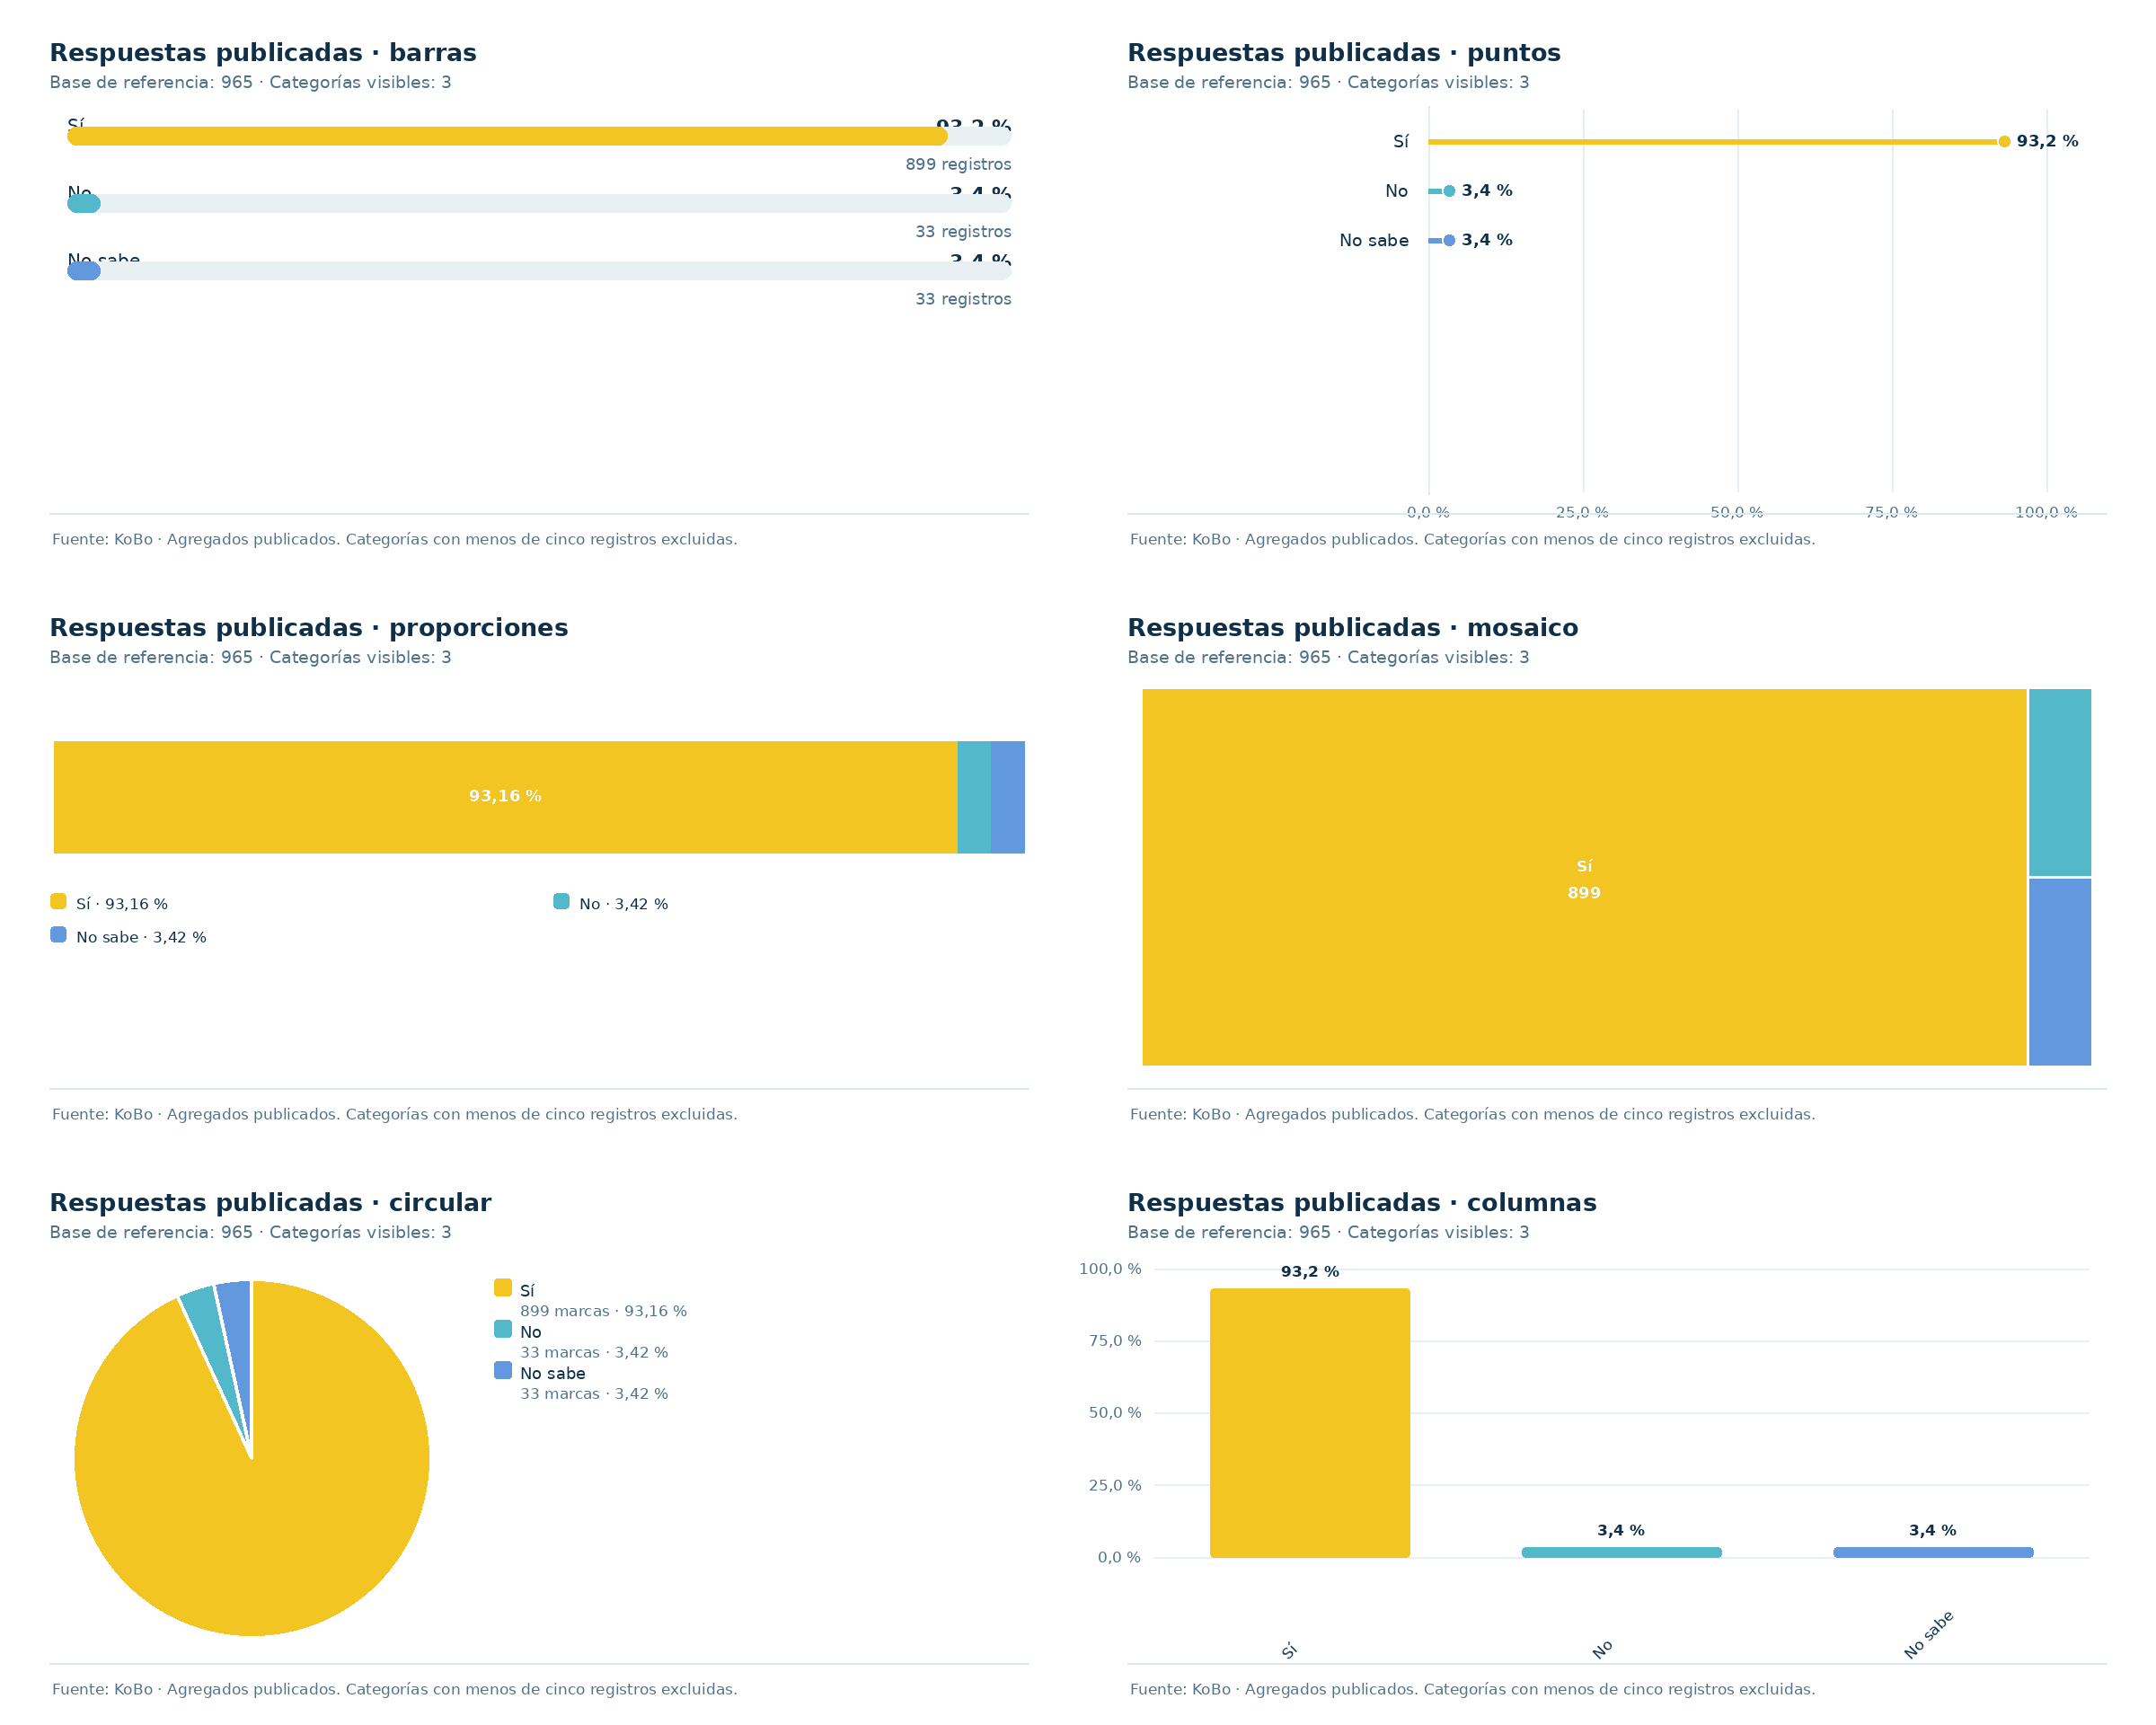 Respuestas publicadas · barras
Base de referencia: 965 · Categorías visibles: 3
Sí
93,2 %
899 registros
No
3,4 %
33 registros
No sabe
3,4 %
33 registros
Fuente: KoBo · Agregados publicados. Categorías con menos de cinco registros excluidas.
Respuestas publicadas · puntos
Base de referencia: 965 · Categorías visibles: 3
Sí
93,2 %
No
3,4 %
No sabe
3,4 %
0,0 %
25,0 %
50,0 %
75,0 %
100,0 %
Fuente: KoBo · Agregados publicados. Categorías con menos de cinco registros excluidas.
Respuestas publicadas · proporciones
Base de referencia: 965 · Categorías visibles: 3
93,16 %
Sí · 93,16 %
No · 3,42 %
No sabe · 3,42 %
Fuente: KoBo · Agregados publicados. Categorías con menos de cinco registros excluidas.
Respuestas publicadas · mosaico
Base de referencia: 965 · Categorías visibles: 3
Sí
899
Fuente: KoBo · Agregados publicados. Categorías con menos de cinco registros excluidas.
Respuestas publicadas · circular
Base de referencia: 965 · Categorías visibles: 3
Sí
899 marcas · 93,16 %
No
33 marcas · 3,42 %
No sabe
33 marcas · 3,42 %
Fuente: KoBo · Agregados publicados. Categorías con menos de cinco registros excluidas.
Respuestas publicadas · columnas
Base de referencia: 965 · Categorías visibles: 3
100,0 %
75,0 %
50,0 %
25,0 %
0,0 %
93,2 %
3,4 %
3,4 %
Sí
No
No sabe
Fuente: KoBo · Agregados publicados. Categorías con menos de cinco registros excluidas.